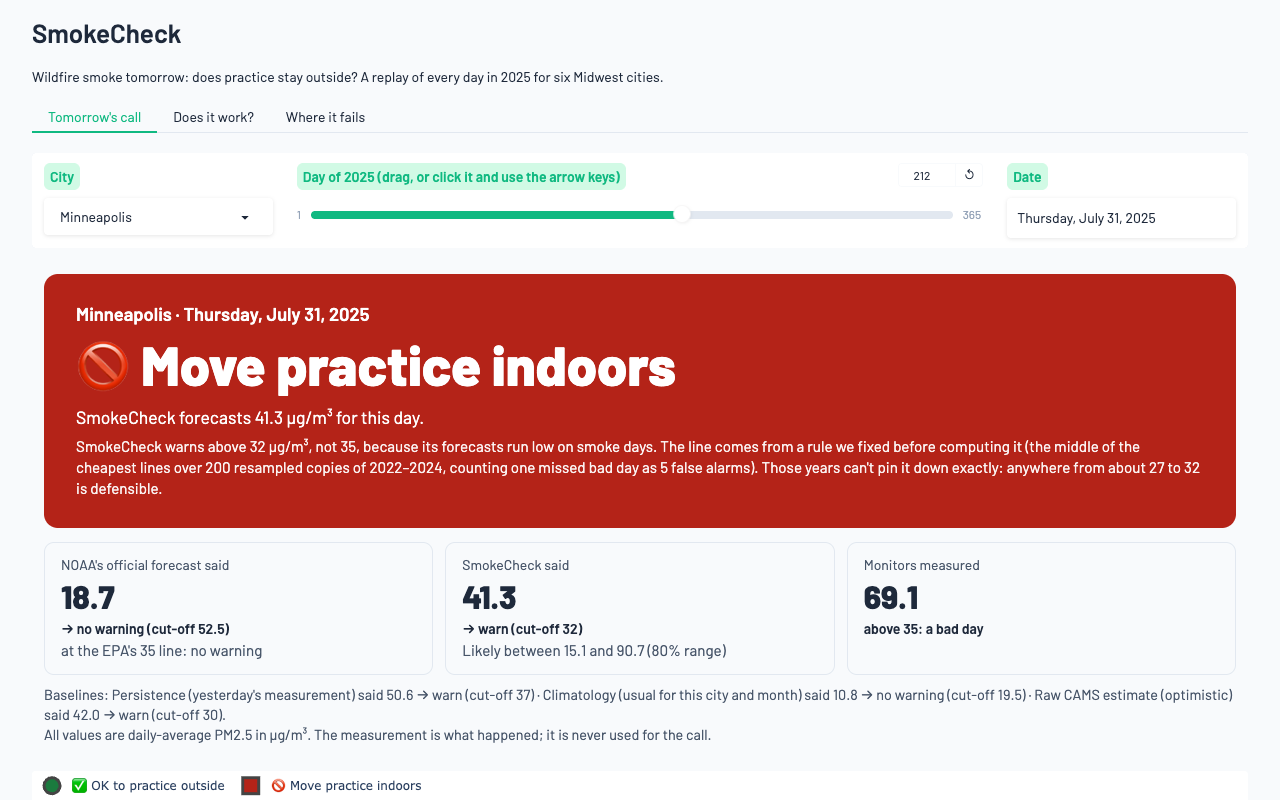 SmokeCheck
Wildfire smoke tomorrow: does practice stay outside? A replay of every day in 2025 for six Midwest cities.
Tomorrow's call
Does it work?
Where it fails
City
Day of 2025 (drag, or click it and use the arrow keys)
212
Date
Minneapolis
1
365
Thursday, July 31, 2025
Minneapolis · Thursday, July 31, 2025
Move practice indoors
SmokeCheck forecasts 41.3 µg/m³ for this day.
SmokeCheck warns above 32 µg/m³, not 35, because its forecasts run low on smoke days. The line comes from a rule we fixed before computing it (the middle of the
cheapest lines over 200 resampled copies of 2022–2024, counting one missed bad day as 5 false alarms). Those years can't pin it down exactly: anywhere from about 27 to 32
is defensible.
NOAA's official forecast said
18.7
→ no warning (cut-off 52.5)
at the EPA's 35 line: no warning
SmokeCheck said
41.3
→ warn (cut-off 32)
Likely between 15.1 and 90.7 (80% range)
Monitors measured
69.1
above 35: a bad day
Baselines: Persistence (yesterday's measurement) said 50.6 → warn (cut-off 37) · Climatology (usual for this city and month) said 10.8 → no warning (cut-off 19.5) · Raw CAMS estimate (optimistic)
said 42.0 → warn (cut-off 30).
All values are daily-average PM2.5 in µg/m³. The measurement is what happened; it is never used for the call.
OK to practice outside
Move practice indoors